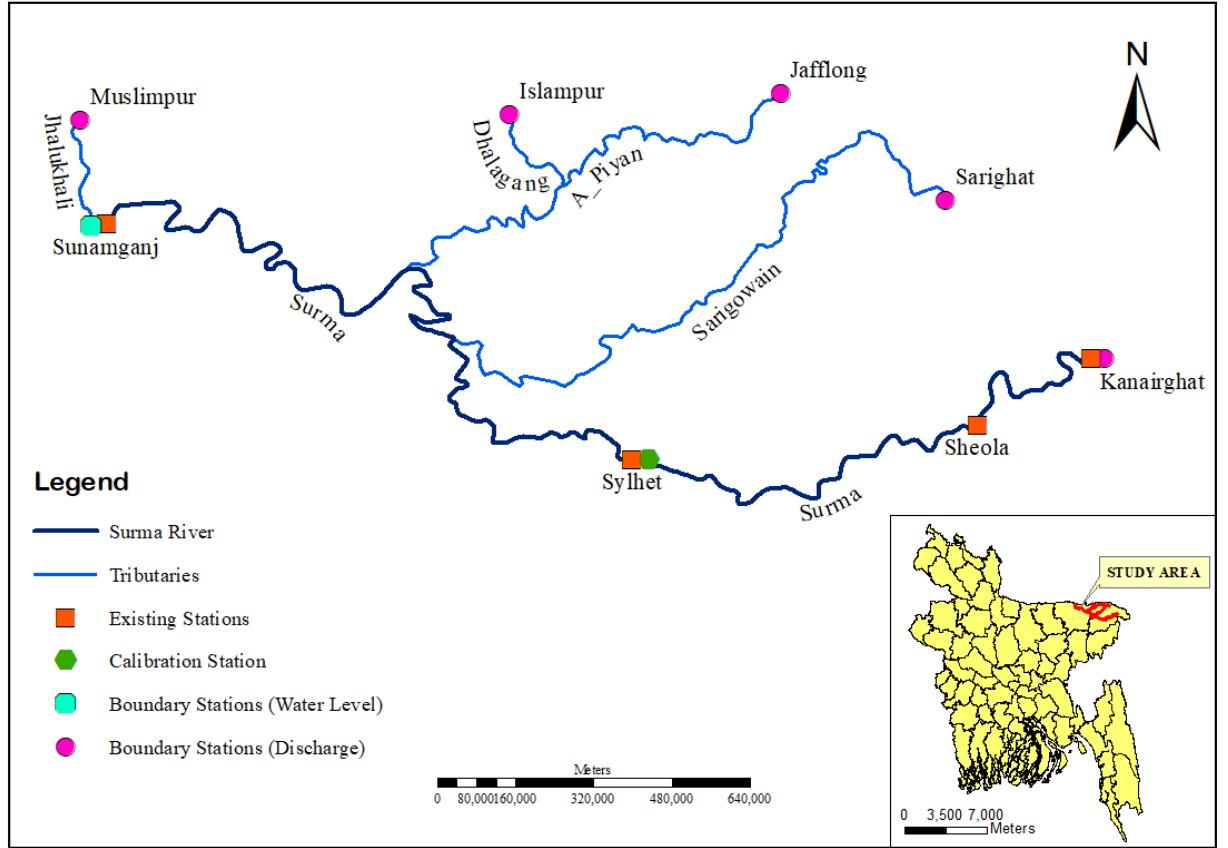 N
Jafflong
Muslimpur
Islampur
Jhalukhali
Dhalagang
A_Piyan
Sarighat
Sunamganj
Surma
Sarigowain
Kanairghat
Sheola
Sylhet
Surma
Legend
Surma River
Tributaries
Existing Stations
Calibration Station
Boundary Stations (Water Level)
Boundary Stations (Discharge)
Meters
0 80,000160,000 320,000 480,000 640,000
STUDY AREA
0 3,500 7,000
Meters